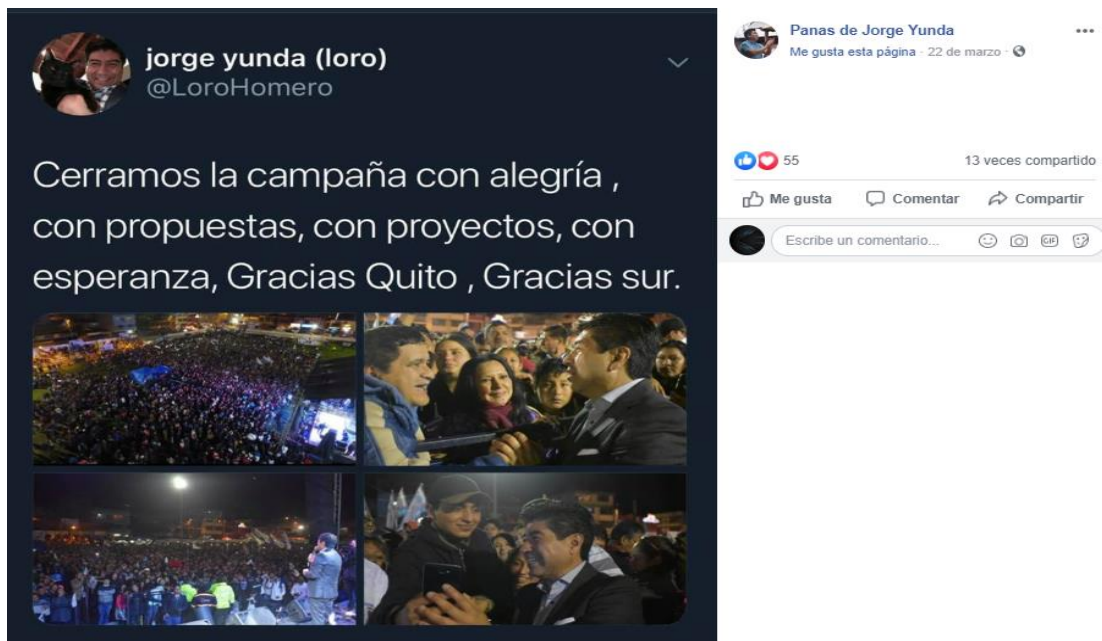 jorge yunda (loro)
@LoroHomero
Cerramos la campaña con alegría ,
con propuestas, con proyectos, con
esperanza, Gracias Quito , Gracias sur.
Panas de Jorge Yunda
Me gusta esta página · 22 de marzo ·
55
13 veces compartido
Me gusta
Comentar
Compartir
Escribe un comentario...
GIF